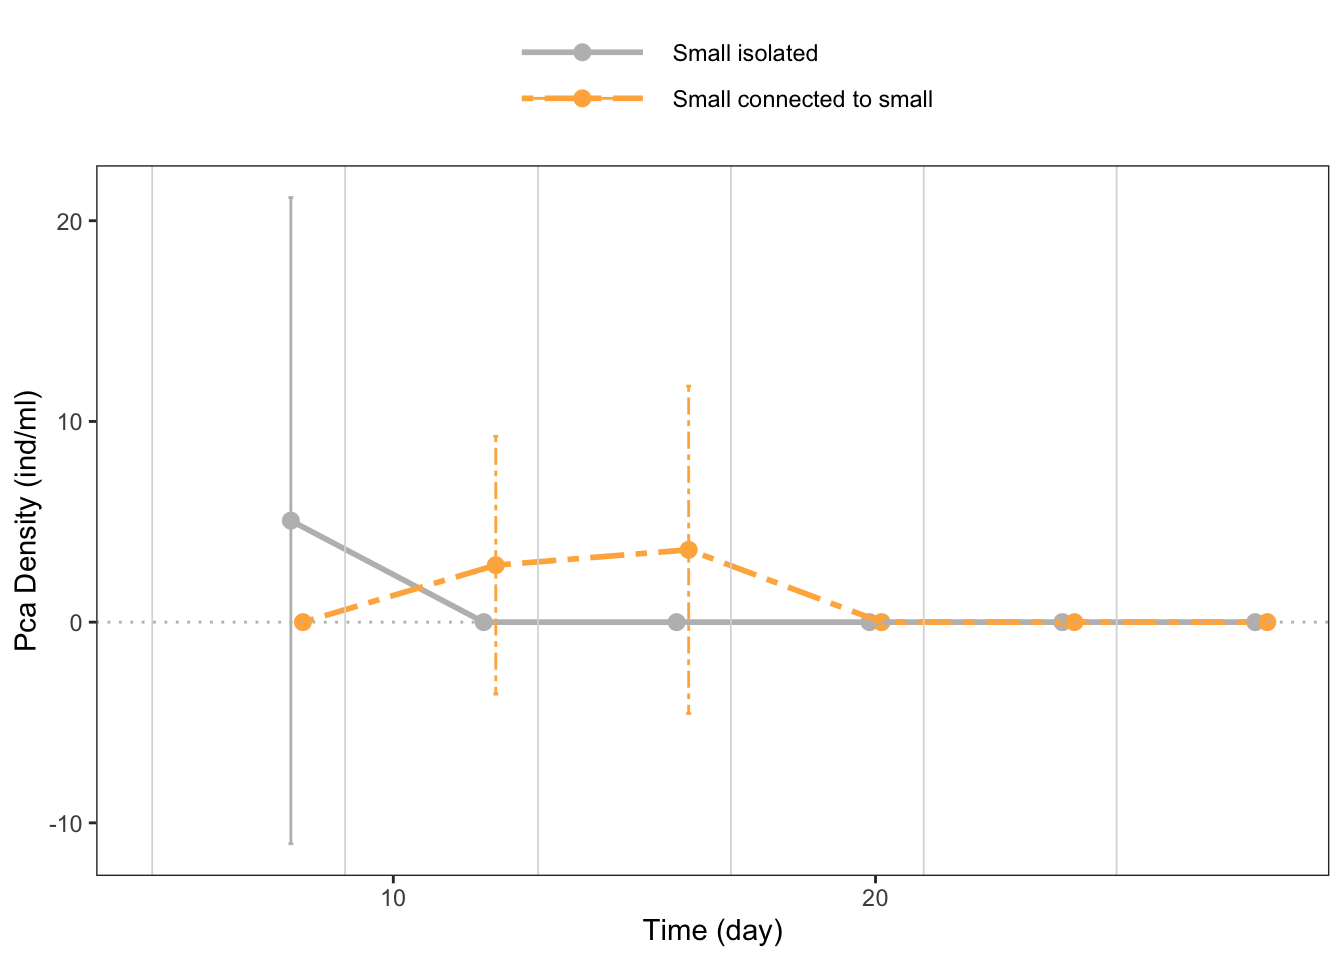 Small isolated
Small connected to small
20
10
0
-10
Pca Density (ind/ml)
10
20
Time (day)